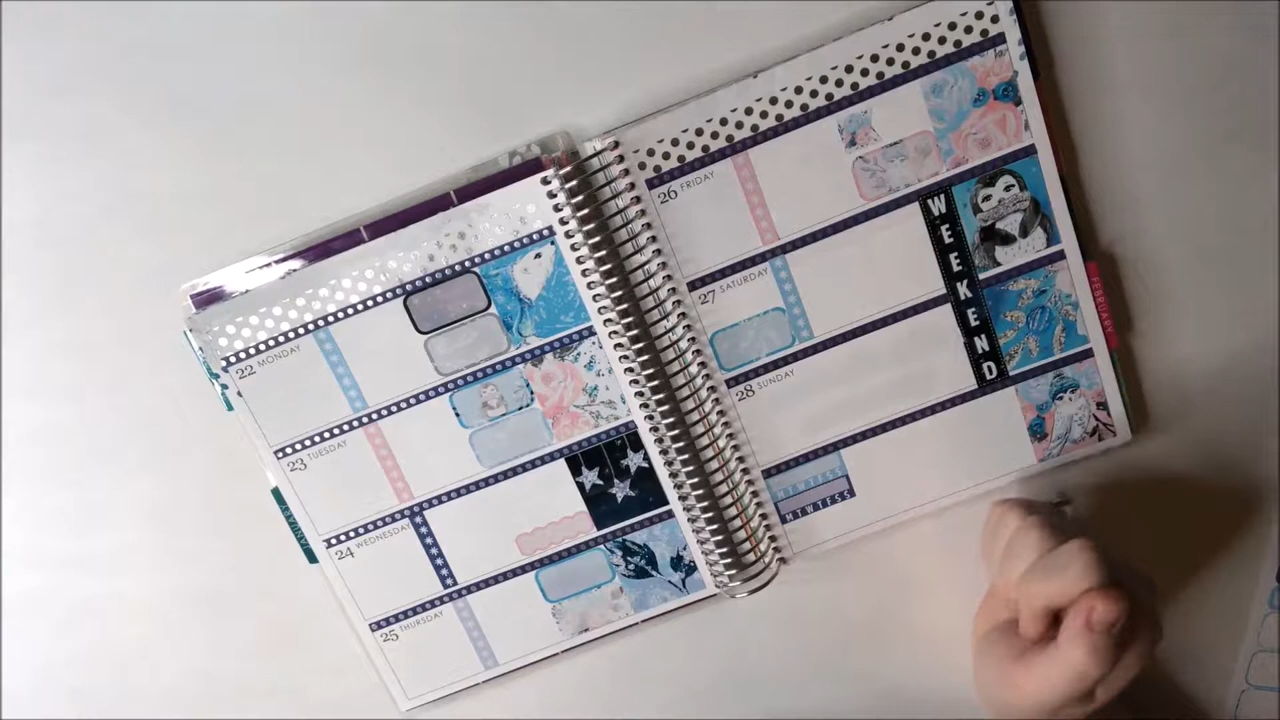 22 MONDAY
23 TUESDAY
24 WEDNESDAY
25 THURSDAY
JANUARY
26 FRIDAY
27 SATURDAY
28 SUNDAY
WEEKEND
MTWTFSS
MTWTFSS
FEBRUARY